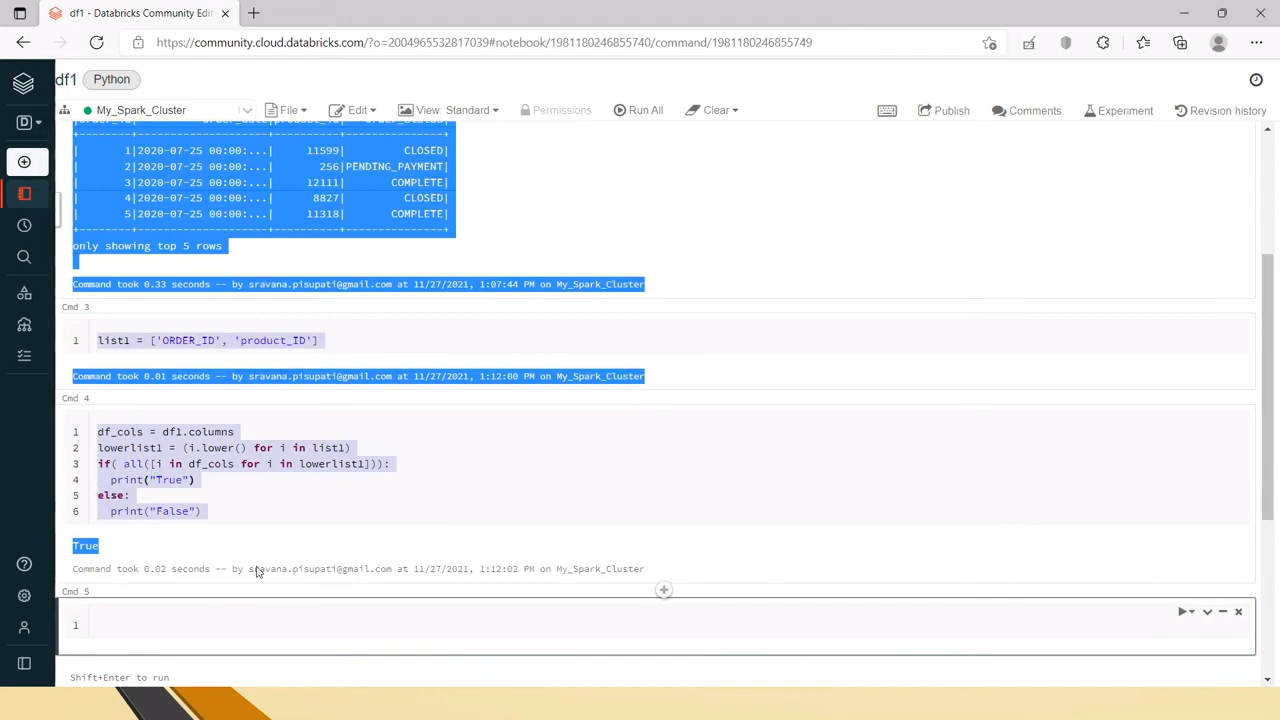 df1 - Databricks Community Edi
https://community.cloud.databricks.com/?o=2004965532817039#notebook/1981180246855740/command/1981180246855749
df1 Python
My_Spark_Cluster File Edit View: Standard Permissions Run All Clear Publish Comments Experiment Revision history
D
+--------+--------------------+----------+---------------+
| 1|2020-07-25 00:00:...| 11599| CLOSED|
| 2|2020-07-25 00:00:...| 256|PENDING_PAYMENT|
| 3|2020-07-25 00:00:...| 12111| COMPLETE|
| 4|2020-07-25 00:00:...| 8827| CLOSED|
| 5|2020-07-25 00:00:...| 11318| COMPLETE|
+--------+--------------------+----------+---------------+
only showing top 5 rows
Command took 0.33 seconds -- by sravana.pisupati@gmail.com at 11/27/2021, 1:07:44 PM on My_Spark_Cluster
Cmd 3
1 list1 = ['ORDER_ID', 'product_ID']
Command took 0.01 seconds -- by sravana.pisupati@gmail.com at 11/27/2021, 1:12:00 PM on My_Spark_Cluster
Cmd 4
1 df_cols = df1.columns
2 lowerlist1 = (i.lower() for i in list1)
3 if( all([i in df_cols for i in lowerlist1])):
4 print("True")
5 else:
6 print("False")
True
Command took 0.02 seconds -- by sravana.pisupati@gmail.com at 11/27/2021, 1:12:02 PM on My_Spark_Cluster
Cmd 5
1
Shift+Enter to run